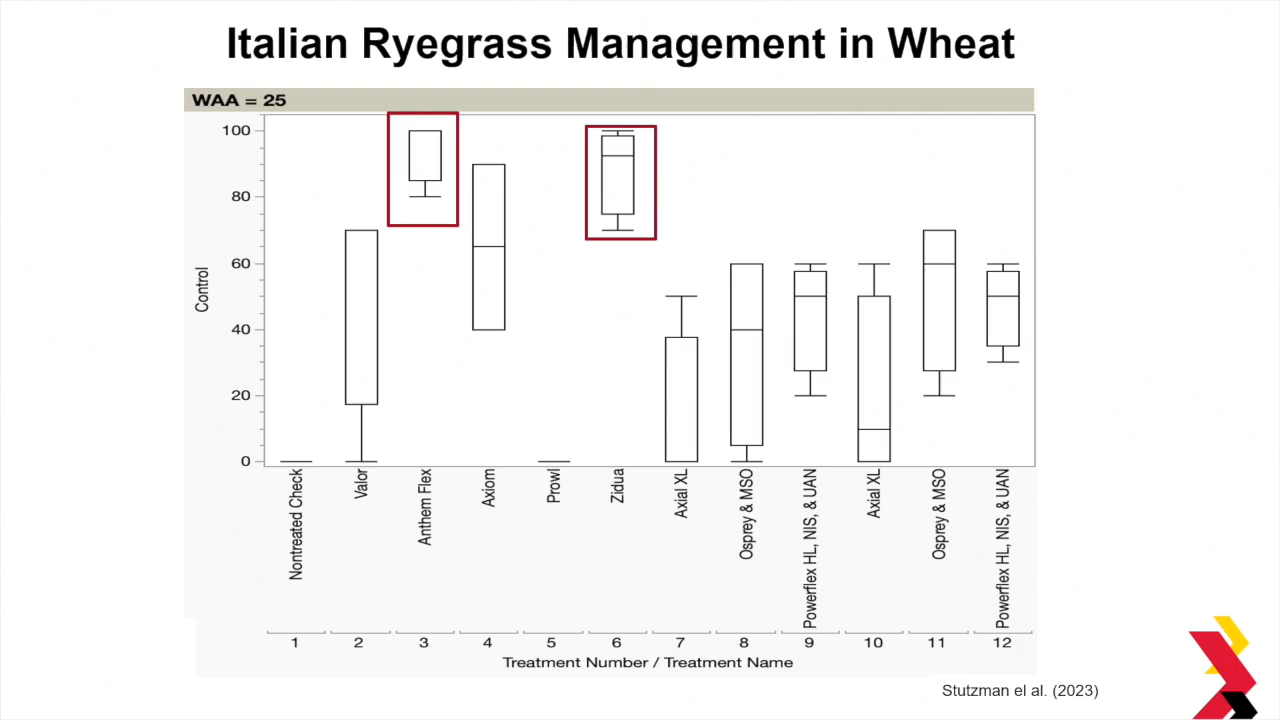 Italian Ryegrass Management in Wheat
WAA = 25
100
80
60
40
20
0
Control
Nontreated Check
Valor
Anthem Flex
Axiom
Prowl
Zidua
Axial XL
Osprey & MSO
Powerflex HL, NIS, & UAN
Axial XL
Osprey & MSO
Powerflex HL, NIS, & UAN
1 2 3 4 5 6 7 8 9 10 11 12
Treatment Number / Treatment Name
Stutzman el al. (2023)